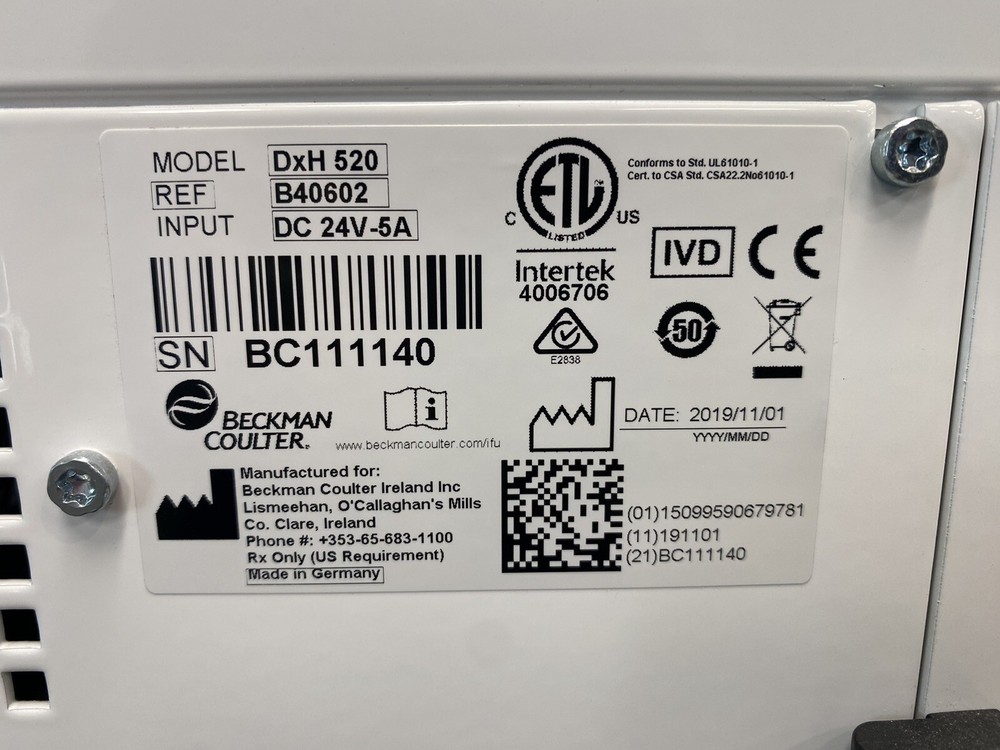 MODEL DxH 520
REF B40602
INPUT DC 24V-5A
SN BC111140
BECKMAN
COULTER®
i
www.beckmancoulter.com/ifu
Manufactured for:
Beckman Coulter Ireland Inc
Lismeehan, O'Callaghan's Mills
Co. Clare, Ireland
Phone #: +353-65-683-1100
Rx Only (US Requirement)
Made in Germany
ETL
C US
LISTED
Intertek
4006706
Conforms to Std. UL61010-1
Cert. to CSA Std. CSA22.2No61010-1
IVD CE
E2838
50
DATE: 2019/11/01
YYYY/MM/DD
(01)15099590679781
(11)191101
(21)BC111140